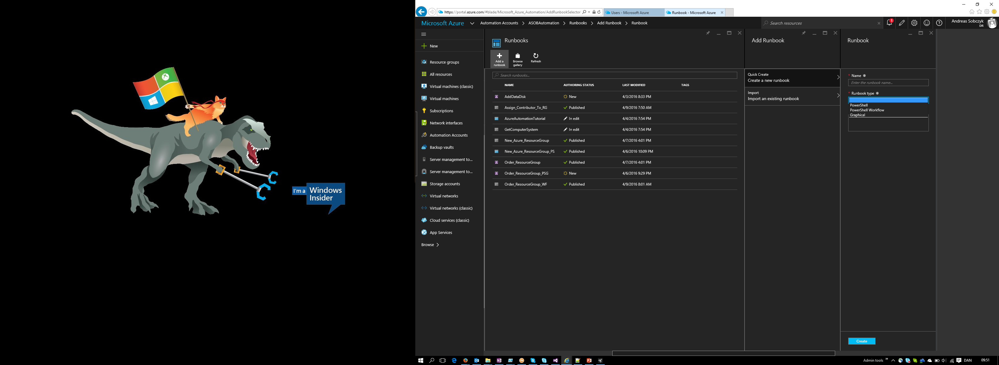 I'm a Windows
Insider
https://portal.azure.com/#blade/Microsoft_Azure_Automation/AddRunbookSelector
Users - Microsoft Azure
Runbook - Microsoft Azure
Microsoft Azure
Automation Accounts > ASOBAutomation > Runbooks > Add Runbook > Runbook
Search resources
1
Andreas Sobczyk
DR
New
Resource groups
All resources
Virtual machines (classic)
Virtual machines
Subscriptions
Network interfaces
Automation Accounts
Backup vaults
Server management to...
Server management to...
Storage accounts
Virtual networks
Virtual networks (classic)
Cloud services (classic)
App Services
Browse >
Runbooks
Add a
runbook
Browse
gallery
Refresh
Search runbooks...
NAME AUTHORING STATUS LAST MODIFIED TAGS
AddDataDisk New 4/3/2016 8:33 PM
Assign_Contributor_To_RG Published 4/9/2016 7:50 AM
AzureAutomationTutorial In edit 4/4/2016 7:54 PM
GetComputerSystem In edit 4/4/2016 7:54 PM
New_Azure_ResourceGroup Published 4/7/2016 4:01 PM
New_Azure_ResourceGroup_PS Published 4/6/2016 10:09 PM
Order_ResourceGroup Published 4/7/2016 4:01 PM
Order_ResourceGroup_PSG New 4/6/2016 9:29 PM
Order_ResourceGroup_WF Published 4/9/2016 8:01 AM
Add Runbook
Quick Create
Create a new runbook
Import
Import an existing runbook
Runbook
* Name
Enter the runbook name...
* Runbook type
PowerShell
PowerShell Workflow
Graphical
Create
Admin tools
DAN
09:51